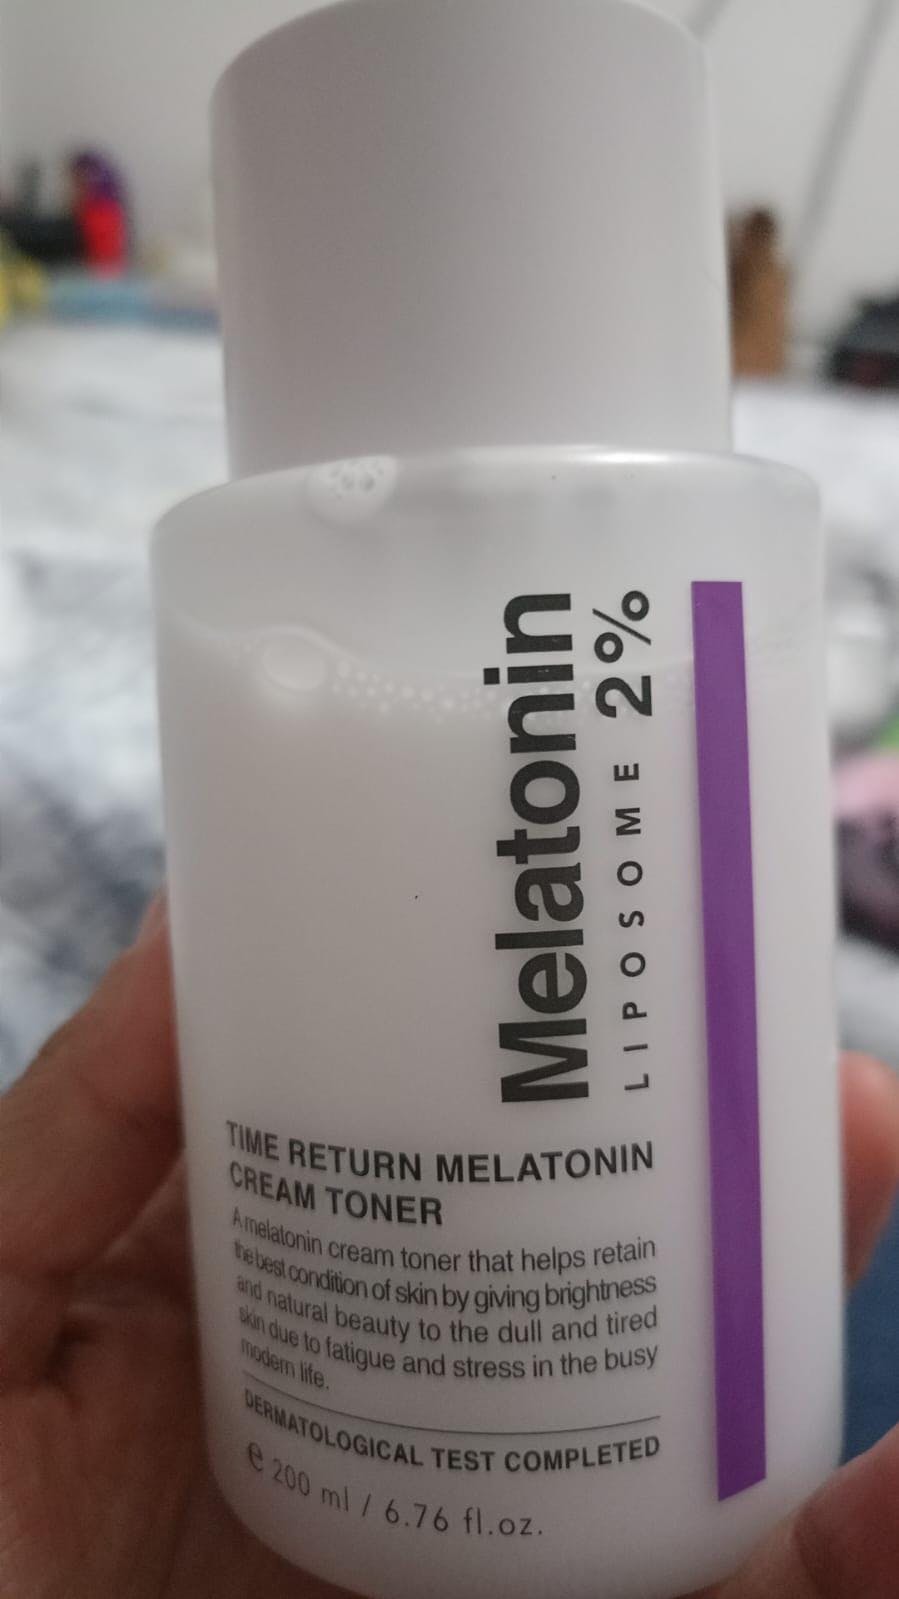 Melatonin
LIPOSOME 2%
TIME RETURN MELATONIN
CREAM TONER
A melatonin cream toner that helps retain
the best condition of skin by giving brightness
and natural beauty to the dull and tired
skin due to fatigue and stress in the busy
modern life.
DERMATOLOGICAL TEST COMPLETED
e 200 ml / 6.76 fl.oz.